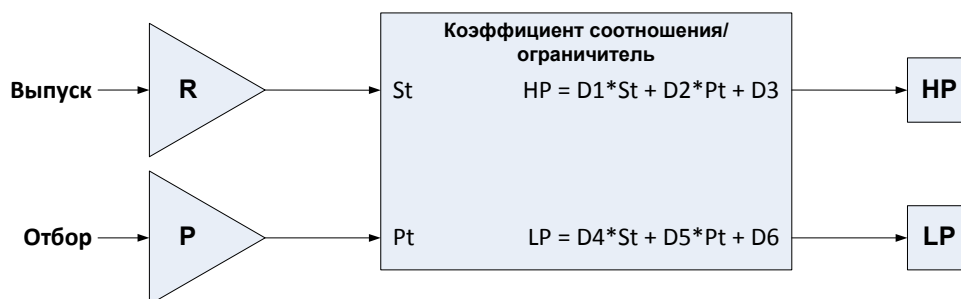 Коэффициент соотношения/
ограничитель
Выпуск R St HP = D1*St + D2*Pt + D3 HP
Отбор P Pt LP = D4*St + D5*Pt + D6 LP